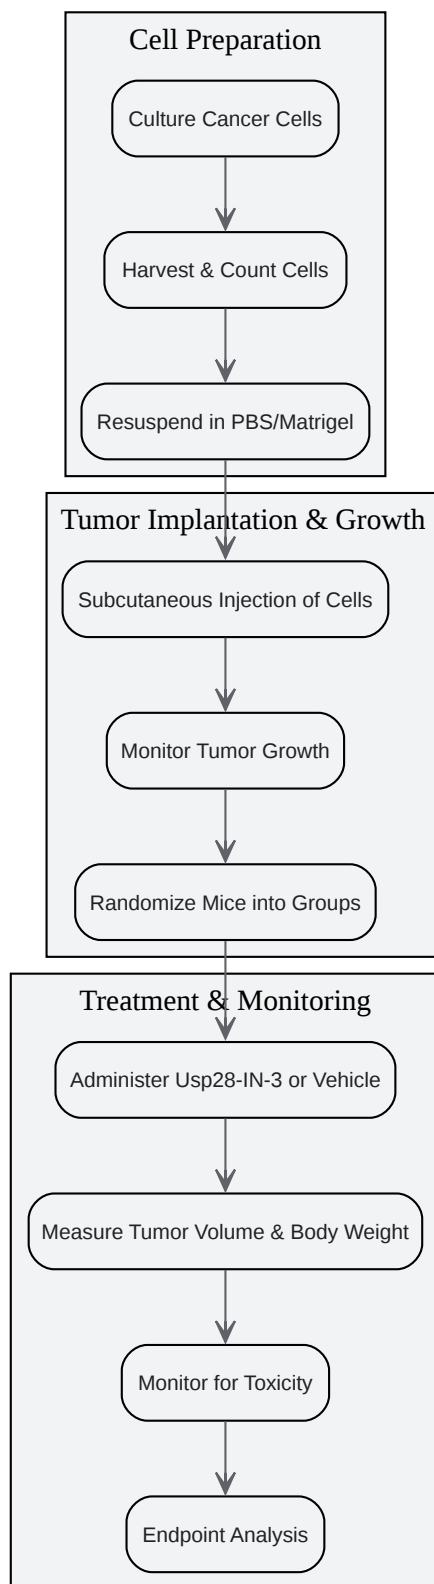 Cell Preparation
Culture Cancer Cells
Harvest & Count Cells
Resuspend in PBS/Matrigel
Tumor Implantation & Growth
Subcutaneous Injection of Cells
Monitor Tumor Growth
Randomize Mice into Groups
Treatment & Monitoring
Administer Usp28-IN-3 or Vehicle
Measure Tumor Volume & Body Weight
Monitor for Toxicity
Endpoint Analysis